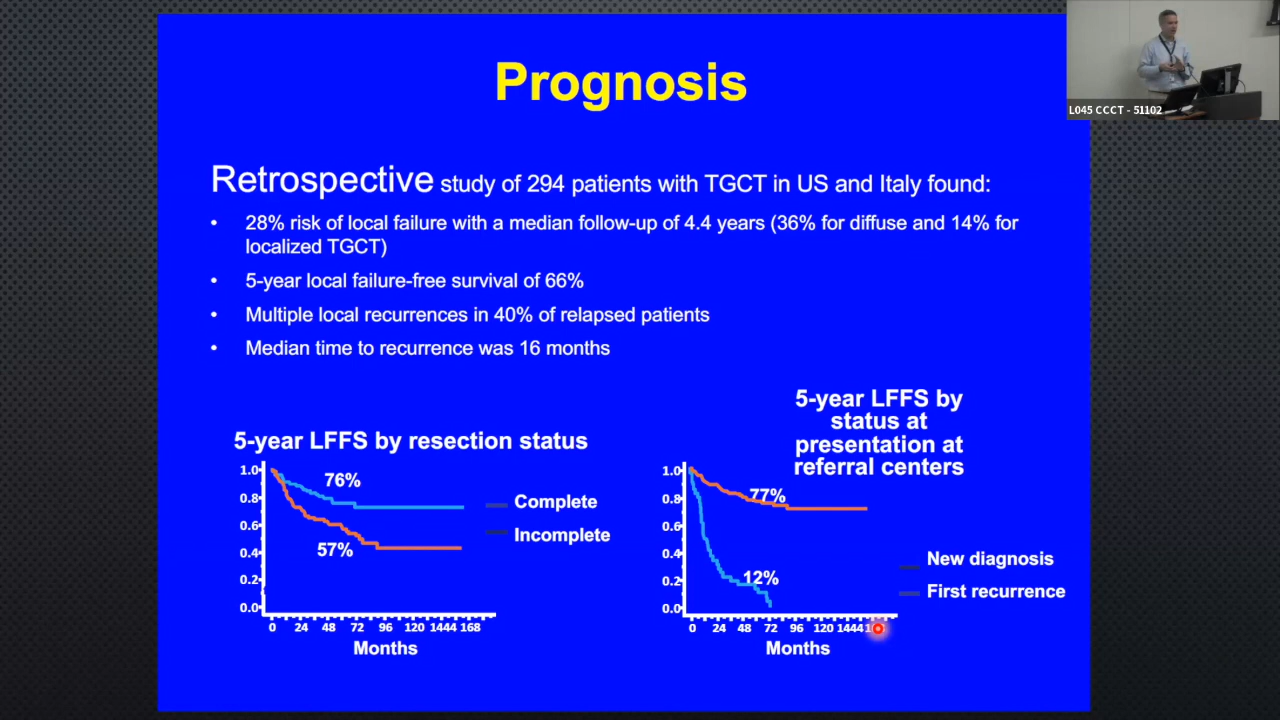 L045 CCCT - 51102
Prognosis
Retrospective study of 294 patients with TGCT in US and Italy found:
• 28% risk of local failure with a median follow-up of 4.4 years (36% for diffuse and 14% for
localized TGCT)
• 5-year local failure-free survival of 66%
• Multiple local recurrences in 40% of relapsed patients
• Median time to recurrence was 16 months
5-year LFFS by resection status
1.0
0.8
0.6
0.4
0.2
0.0
76%
57%
Complete
Incomplete
0 24 48 72 96 120 1444 168
Months
5-year LFFS by
status at
presentation at
referral centers
1.0
0.8
0.6
0.4
0.2
0.0
77%
12%
New diagnosis
First recurrence
0 24 48 72 96 120 1444
Months